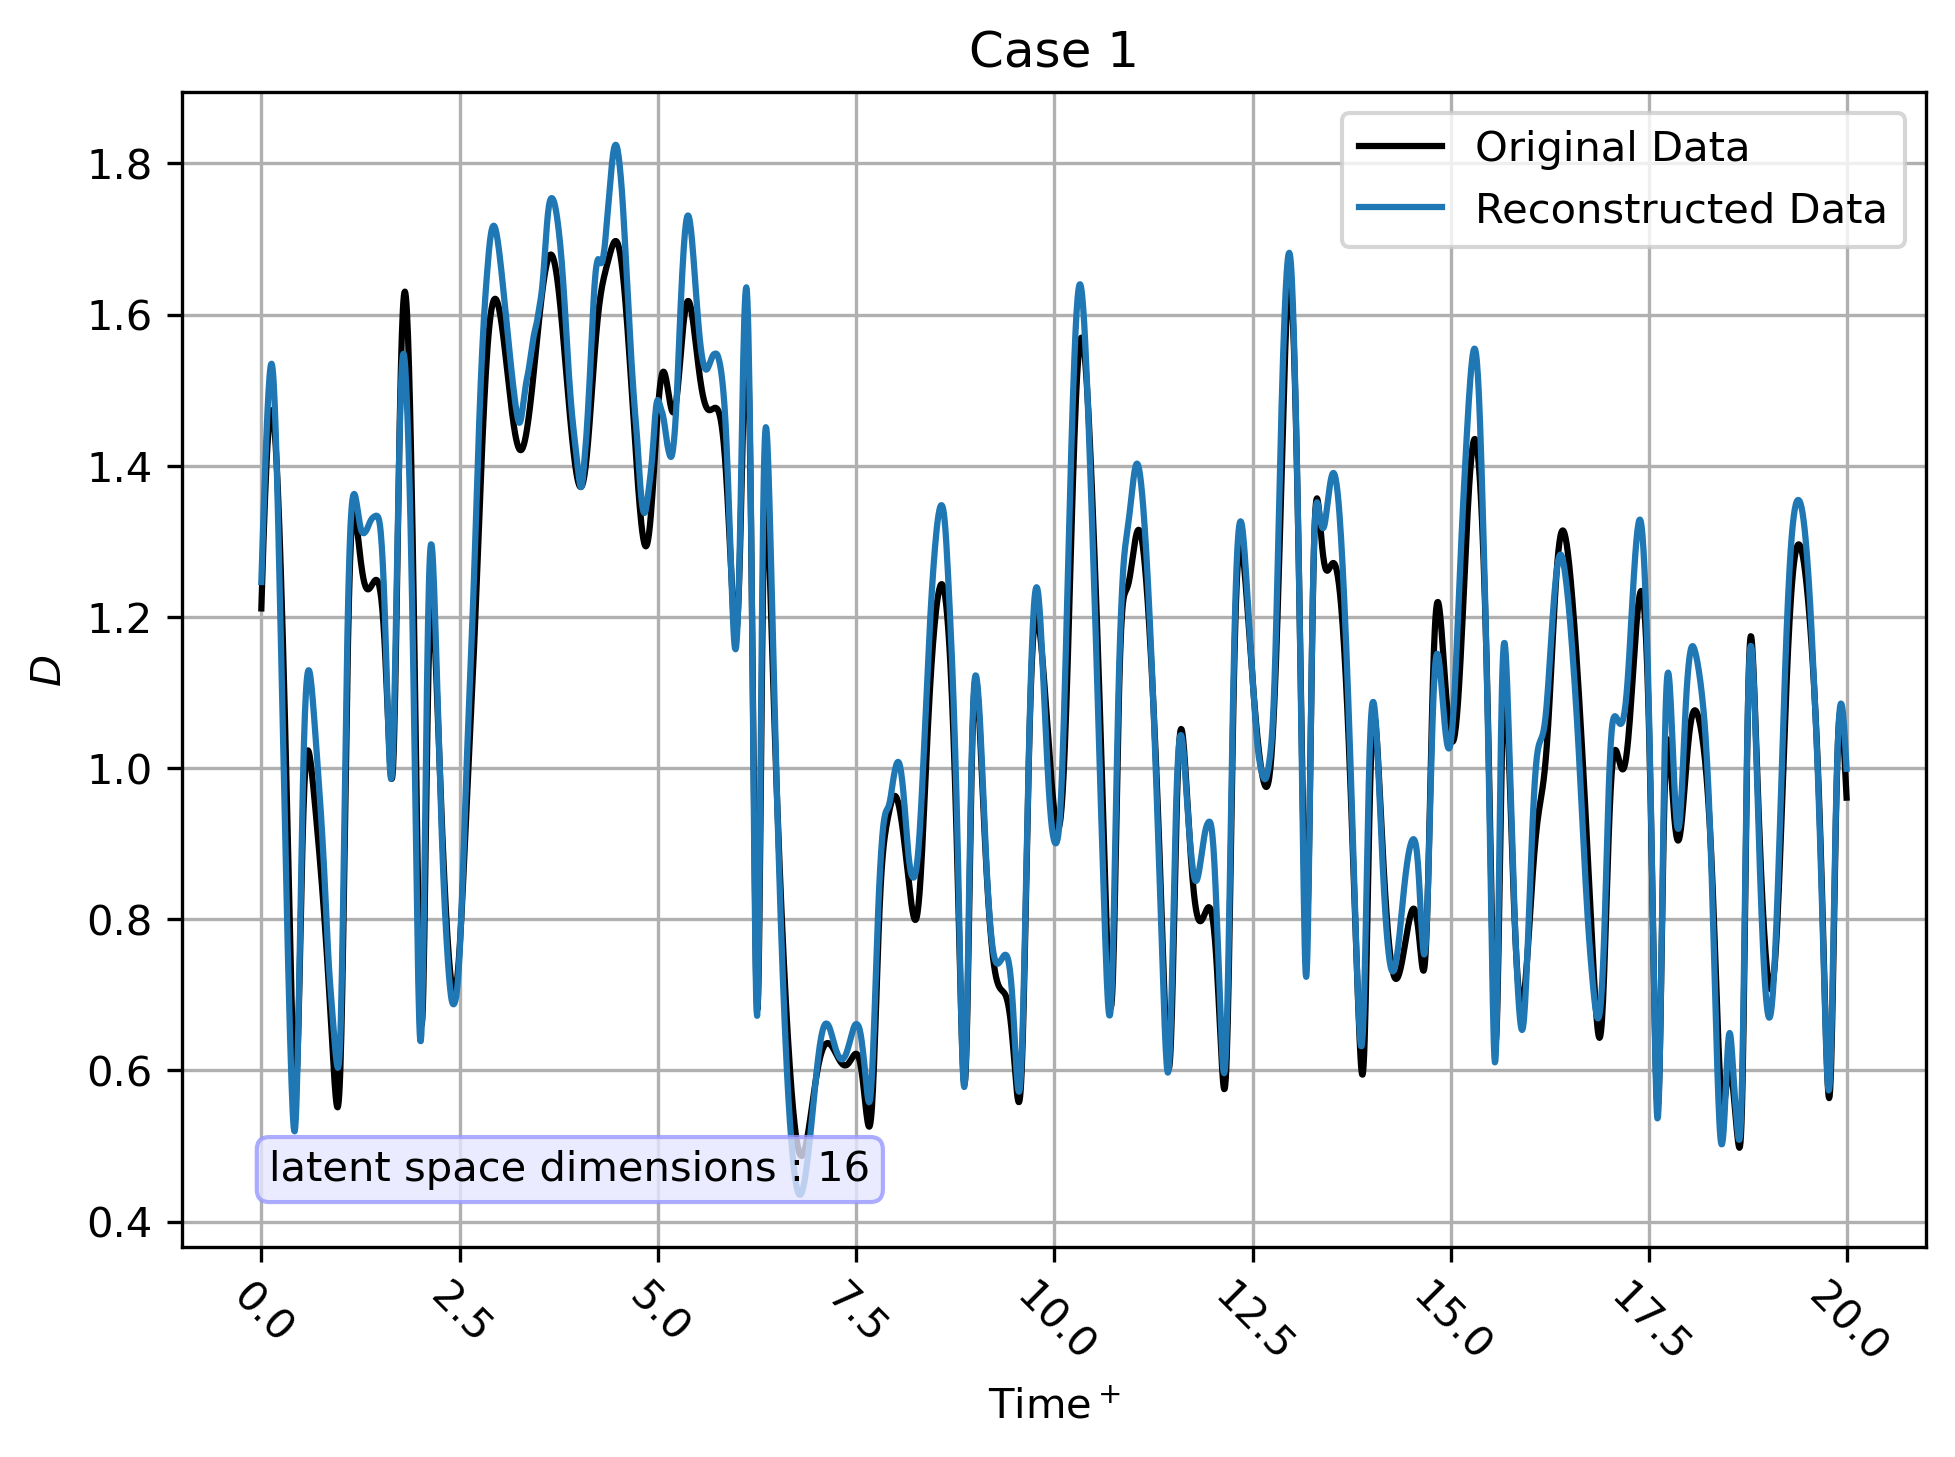 Case 1
Original Data
Reconstructed Data
1.8
1.6
1.4
1.2
1.0
0.8
0.6
0.4
D
latent space dimensions : 16
0.0 2.5 5.0 7.5 10.0 12.5 15.0 17.5 20.0
Time⁺